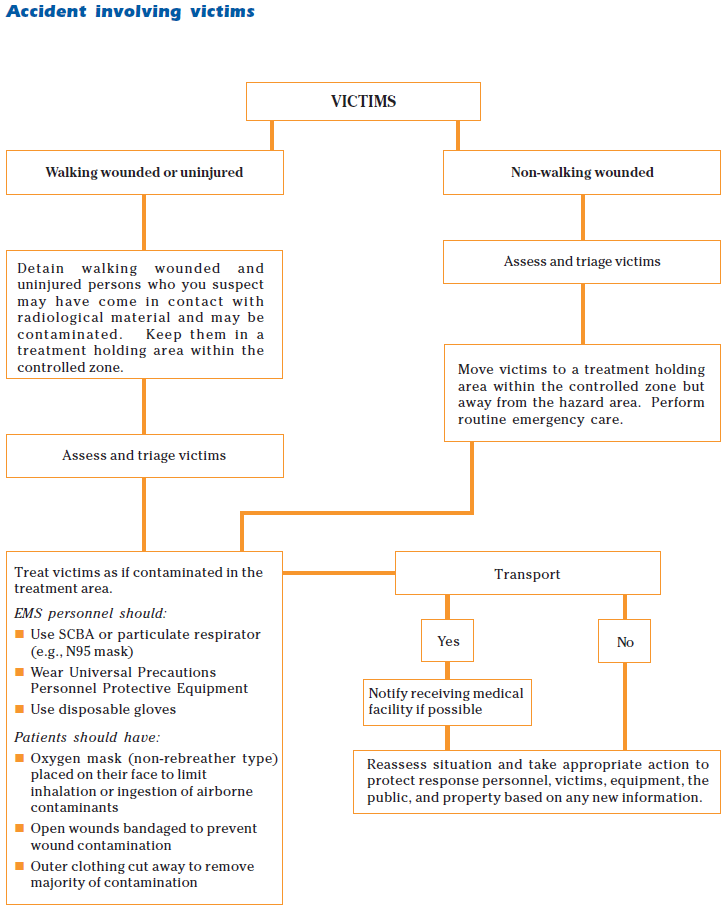 Accident involving victims
VICTIMS
Walking wounded or uninjured
Detain walking wounded and
uninjured persons who you suspect
may have come in contact with
radiological material and may be
contaminated. Keep them in a
treatment holding area within the
controlled zone.
Assess and triage victims
Non-walking wounded
Assess and triage victims
Move victims to a treatment holding
area within the controlled zone but
away from the hazard area. Perform
routine emergency care.
Treat victims as if contaminated in the
treatment area.
EMS personnel should:
Use SCBA or particulate respirator
(e.g., N95 mask)
Wear Universal Precautions
Personnel Protective Equipment
Use disposable gloves
Patients should have:
Oxygen mask (non-rebreather type)
placed on their face to limit
inhalation or ingestion of airborne
contaminants
Open wounds bandaged to prevent
wound contamination
Outer clothing cut away to remove
majority of contamination
Transport
Yes
No
Notify receiving medical
facility if possible
Reassess situation and take appropriate action to
protect response personnel, victims, equipment, the
public, and property based on any new information.